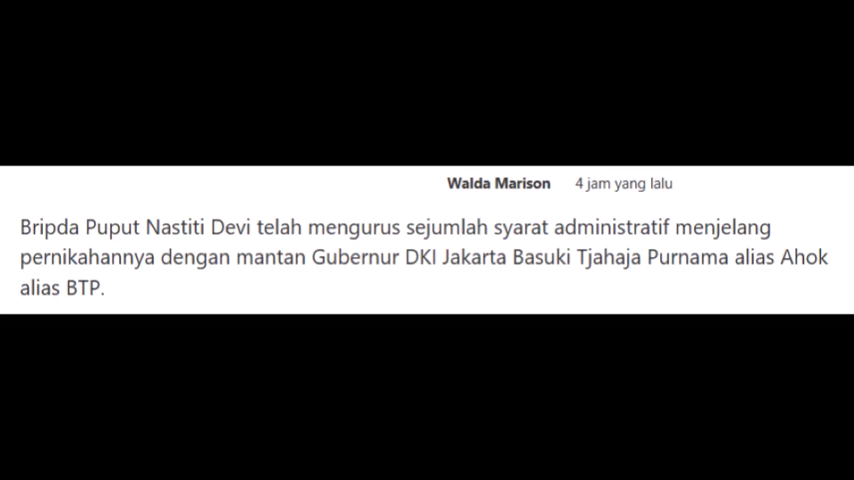 Walda Marison 4 jam yang lalu
Bripda Puput Nastiti Devi telah mengurus sejumlah syarat administratif menjelang
pernikahannya dengan mantan Gubernur DKI Jakarta Basuki Tjahaja Purnama alias Ahok
alias BTP.